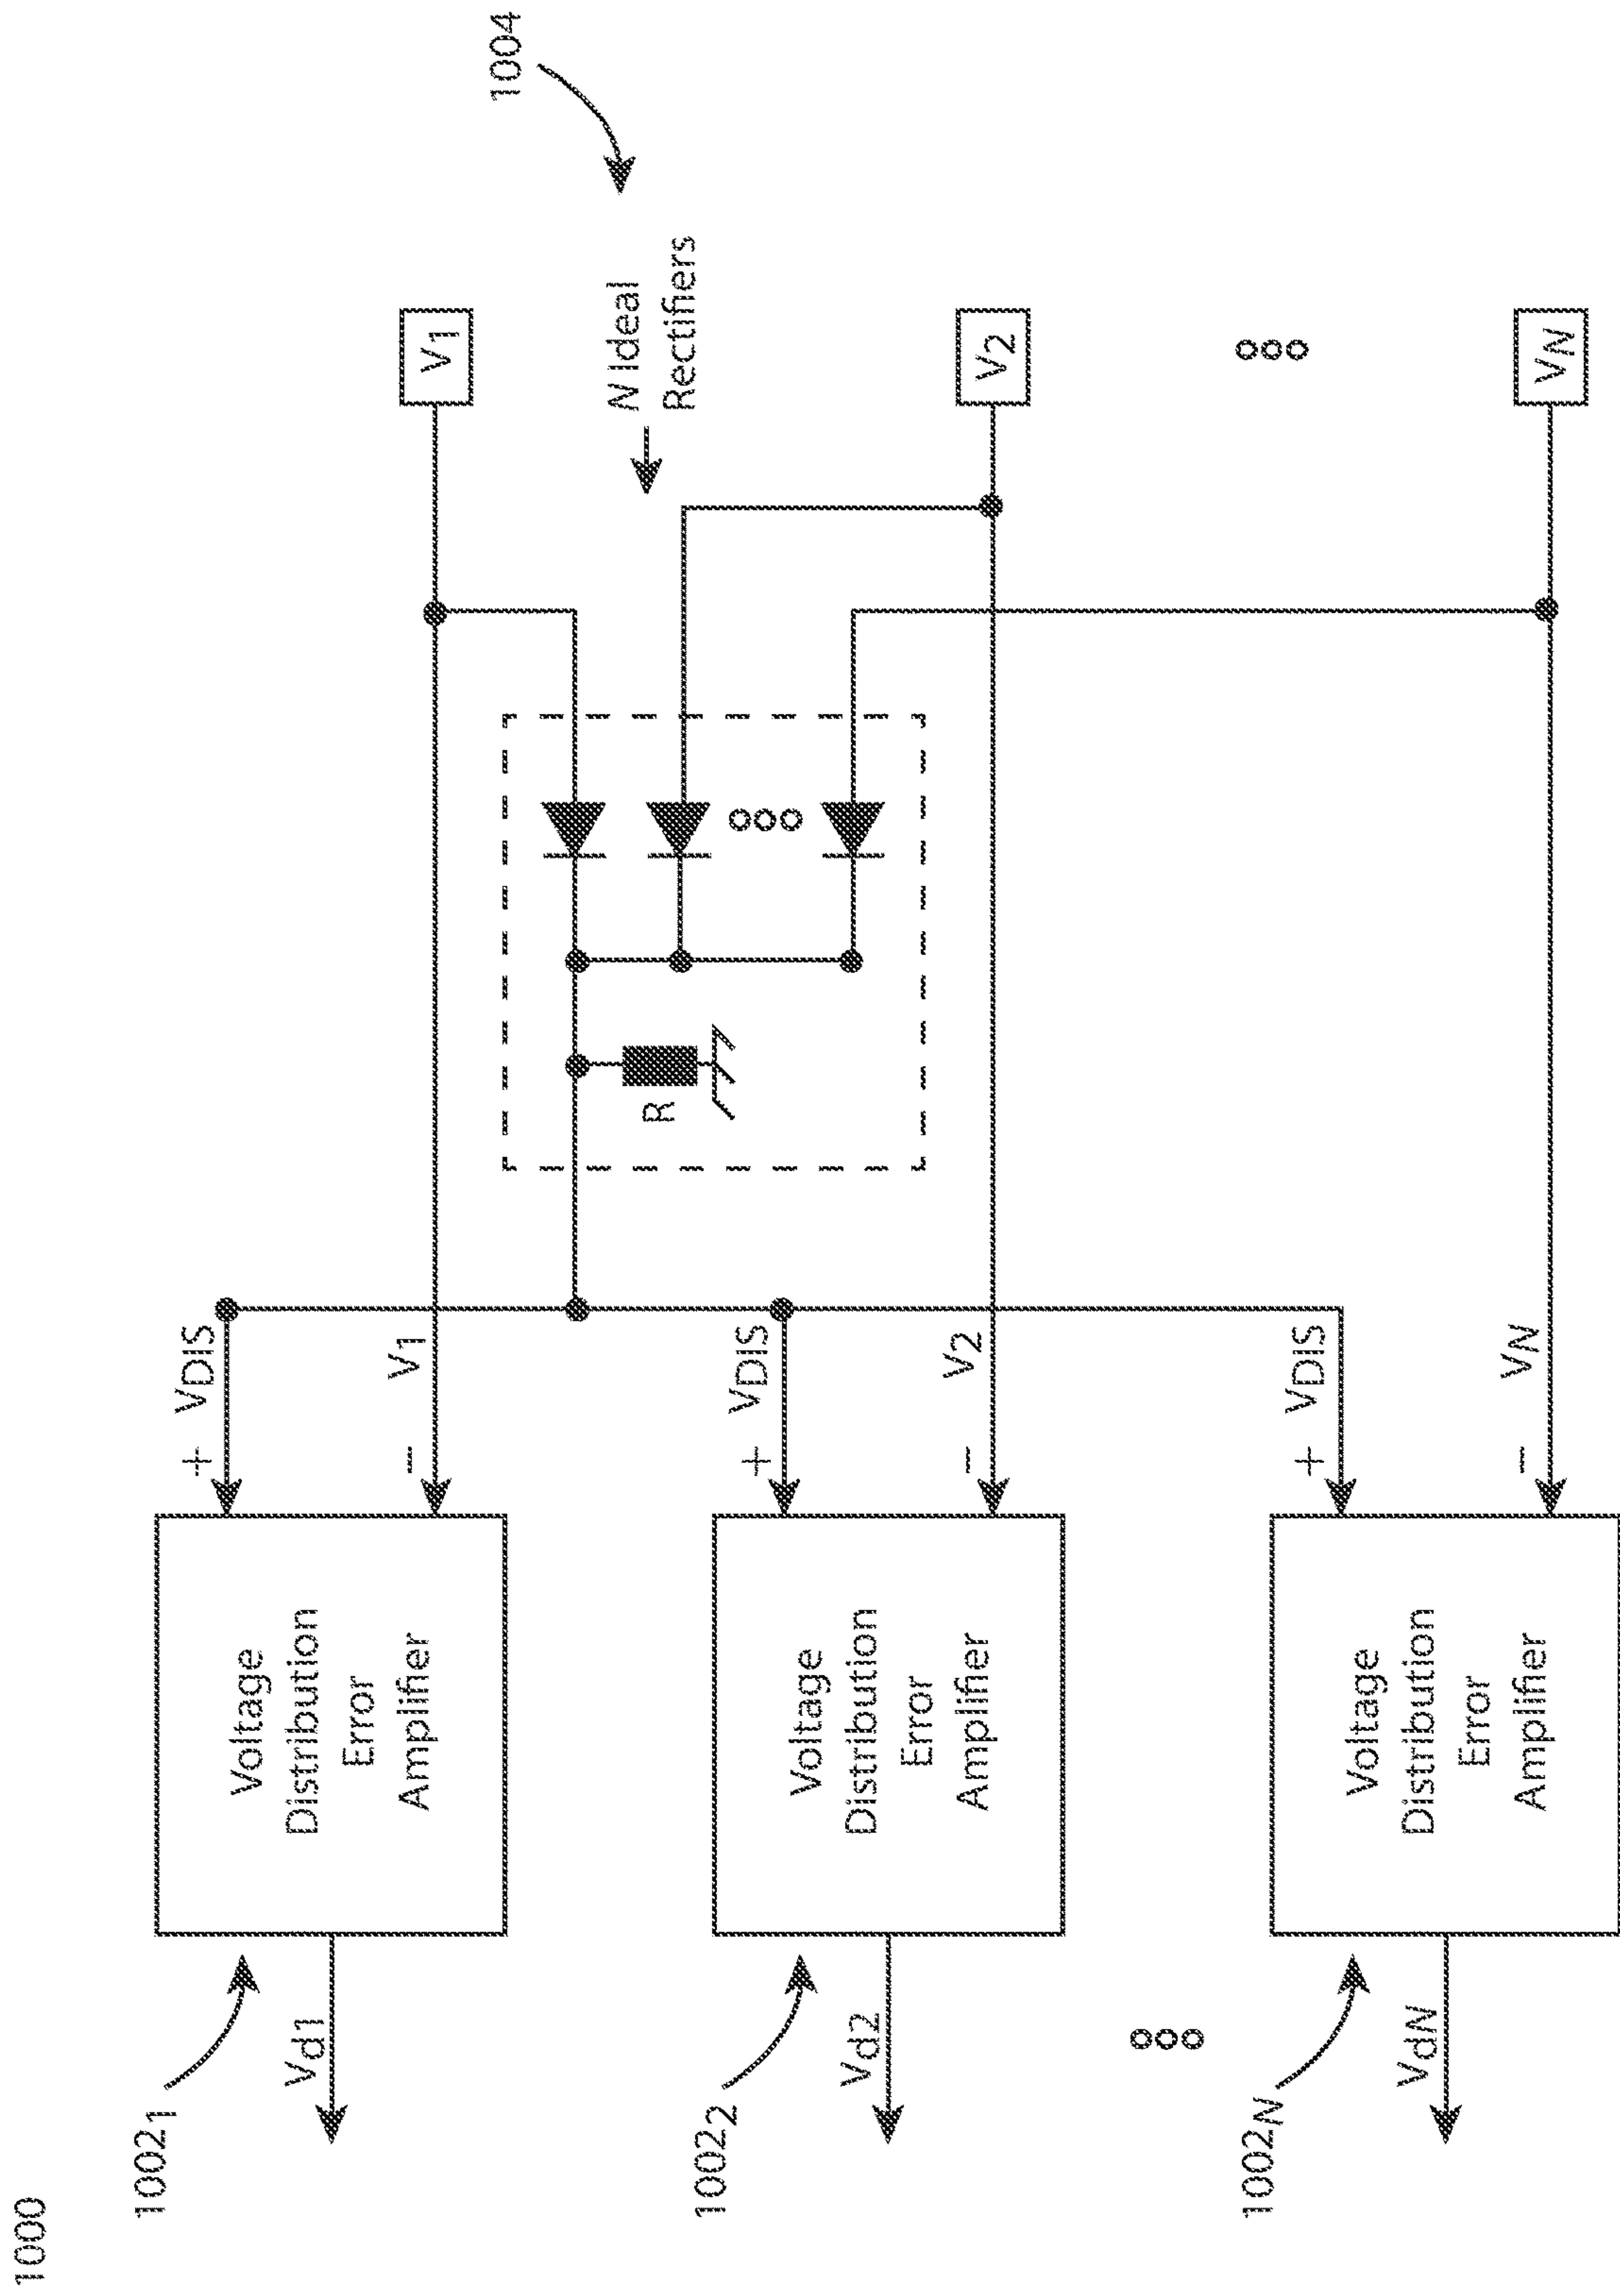 1000
1002₁
Vd1
Voltage
Distribution
Error
Amplifier
+ VDIS
− V1
V1
1004
N Ideal
Rectifiers
R
1002₂
Vd2
Voltage
Distribution
Error
Amplifier
+ VDIS
− V2
V2
1002N
VdN
Voltage
Distribution
Error
Amplifier
+ VDIS
− VN
VN